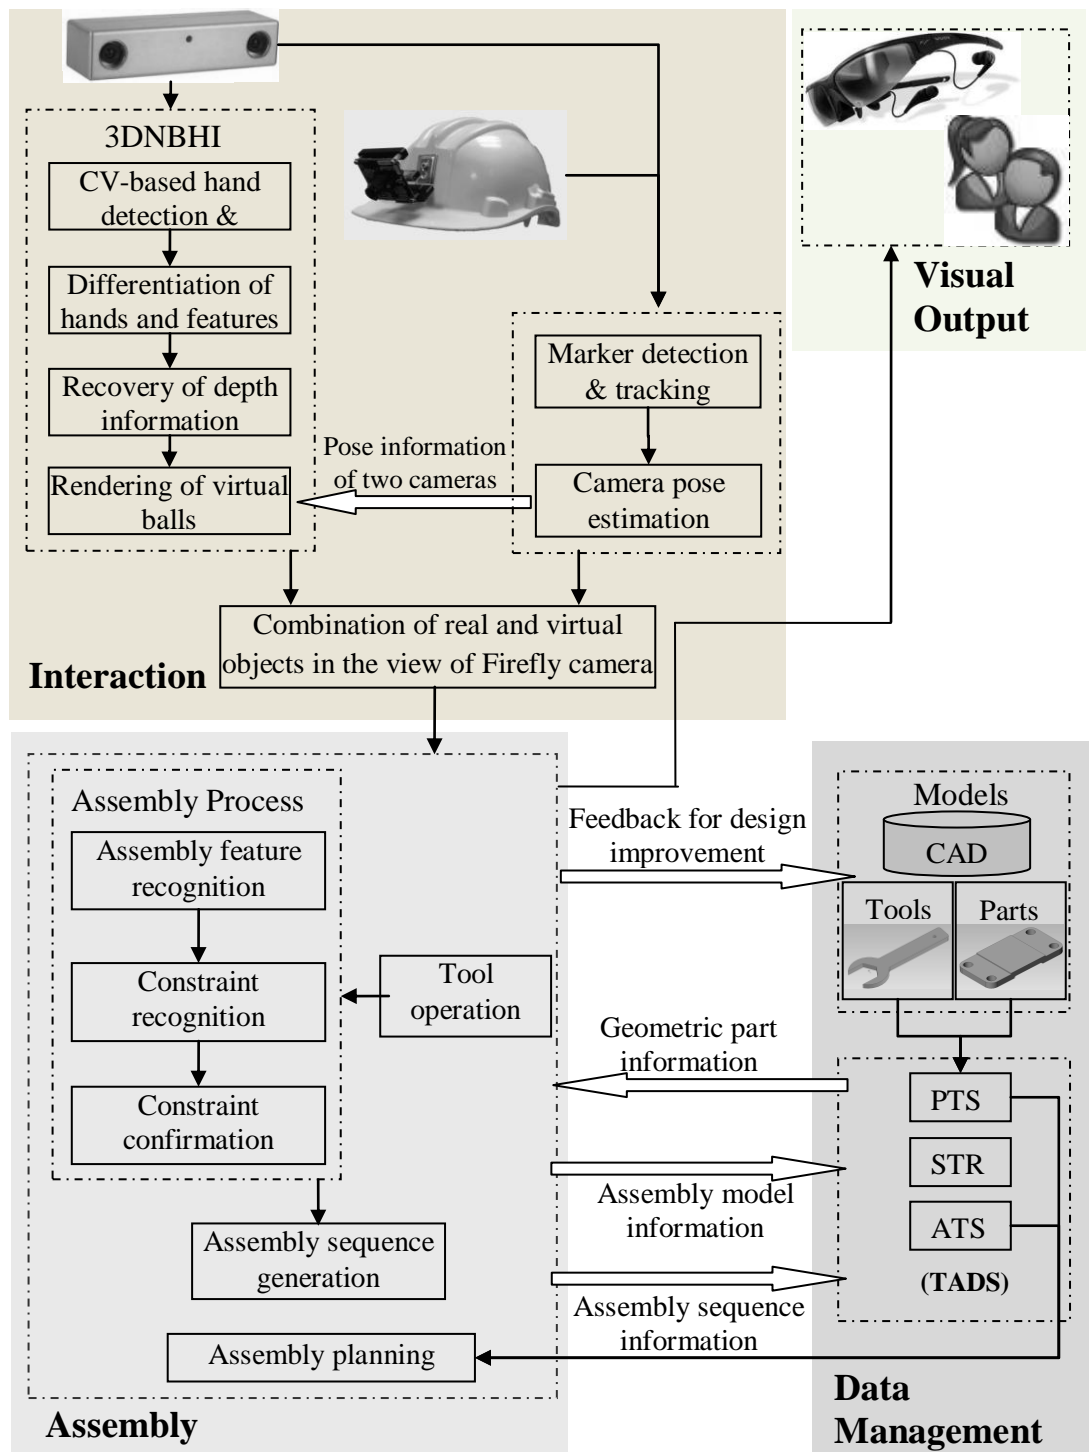 3DNBHI
CV-based hand
detection &
Differentiation of
hands and features
Recovery of depth
information
Rendering of virtual
balls
Pose information
of two cameras
Marker detection
& tracking
Camera pose
estimation
Combination of real and virtual
objects in the view of Firefly camera
Interaction
Visual
Output
Assembly Process
Assembly feature
recognition
Constraint
recognition
Constraint
confirmation
Tool
operation
Assembly sequence
generation
Assembly planning
Assembly
Feedback for design
improvement
Geometric part
information
Assembly model
information
Assembly sequence
information
Models
CAD
Tools
Parts
PTS
STR
ATS
(TADS)
Data
Management